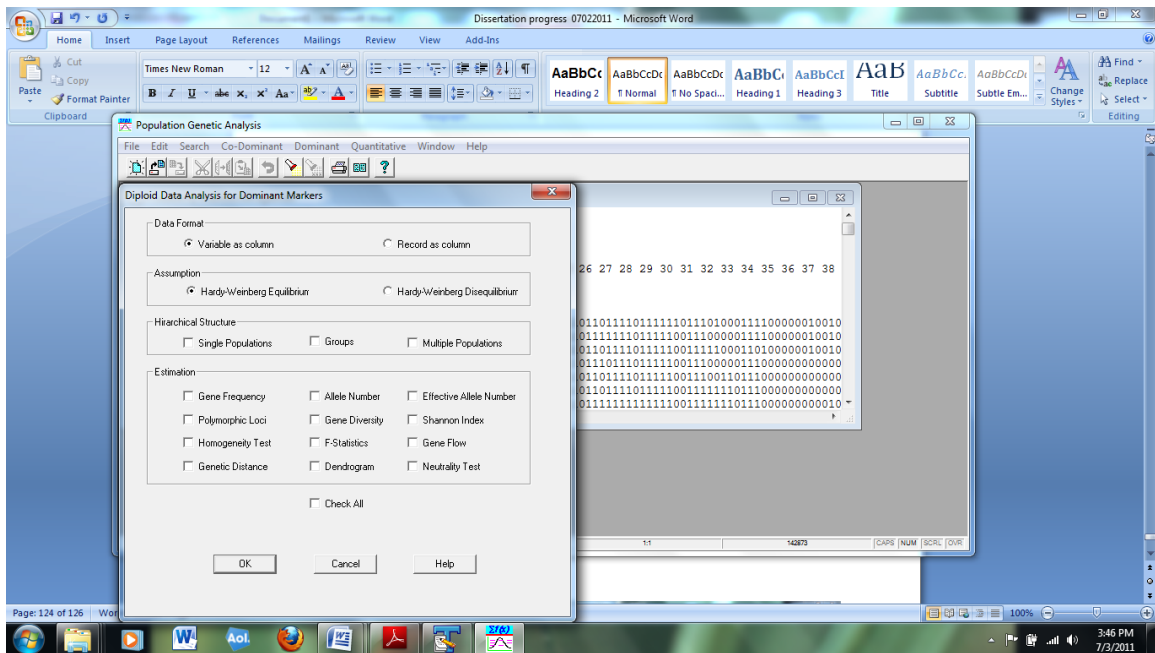 Dissertation progress 07022011 - Microsoft Word
Home Insert Page Layout References Mailings Review View Add-Ins
Paste
Cut
Copy
Format Painter
Clipboard
Times New Roman 12
AaBbCc AaBbCcDc AaBbCcDc AaBbC AaBbCcI AaB AaBbCc. AaBbCcDc
Heading 2 ¶ Normal ¶ No Spaci... Heading 1 Heading 3 Title Subtitle Subtle Em...
Change Styles
Find
Replace
Select
Editing
Population Genetic Analysis
File Edit Search Co-Dominant Dominant Quantitative Window Help
Diploid Data Analysis for Dominant Markers
Data Format
Variable as column Record as column
Assumption
Hardy-Weinberg Equilibriurr Hardy-Weinberg Disequilibriurr
Hirarchical Structure
Single Populations Groups Multiple Populations
Estimation
Gene Frequency Allele Number Effective Allele Number
Polymorphic Loci Gene Diversity Shannon Index
Homogeneity Test F-Statistics Gene Flow
Genetic Distance Dendrogram Neutrality Test
Check All
OK Cancel Help
26 27 28 29 30 31 32 33 34 35 36 37 38
1:1 142873 CAPS NUM SCRL OVR
Page: 124 of 126 Wor
100%
Aol.
3:46 PM
7/3/2011